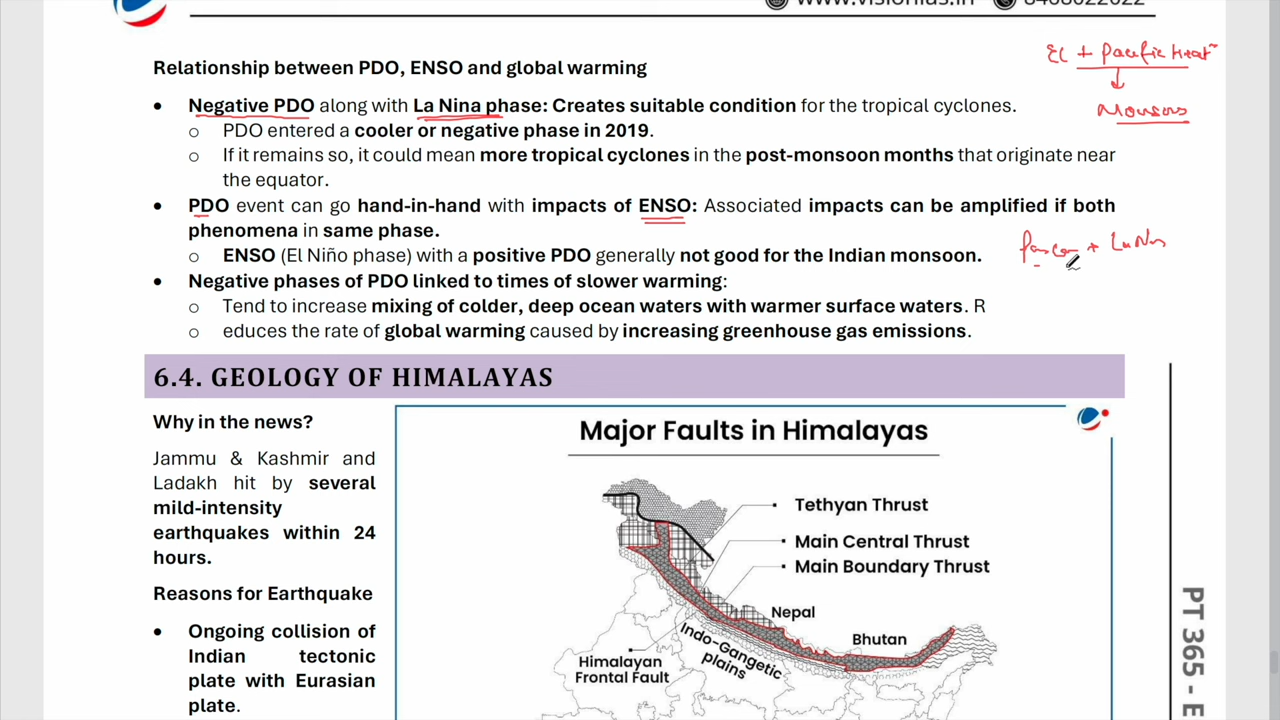 www.visionias.in 8468022022
Relationship between PDO, ENSO and global warming
• Negative PDO along with La Nina phase: Creates suitable condition for the tropical cyclones.
o PDO entered a cooler or negative phase in 2019.
o If it remains so, it could mean more tropical cyclones in the post-monsoon months that originate near
the equator.
• PDO event can go hand-in-hand with impacts of ENSO: Associated impacts can be amplified if both
phenomena in same phase.
o ENSO (El Niño phase) with a positive PDO generally not good for the Indian monsoon.
• Negative phases of PDO linked to times of slower warming:
o Tend to increase mixing of colder, deep ocean waters with warmer surface waters. R
o educes the rate of global warming caused by increasing greenhouse gas emissions.
+ Pacific Heat
6.4. GEOLOGY OF HIMALAYAS
Why in the news?
Jammu & Kashmir and
Ladakh hit by several
mild-intensity
earthquakes within 24
hours.
Reasons for Earthquake
• Ongoing collision of
Indian tectonic
plate with Eurasian
plate.
Major Faults in Himalayas
Tethyan Thrust
Main Central Thrust
Main Boundary Thrust
Nepal
Bhutan
Indo-Gangetic
plains
Himalayan
Frontal Fault
PT 365 - E